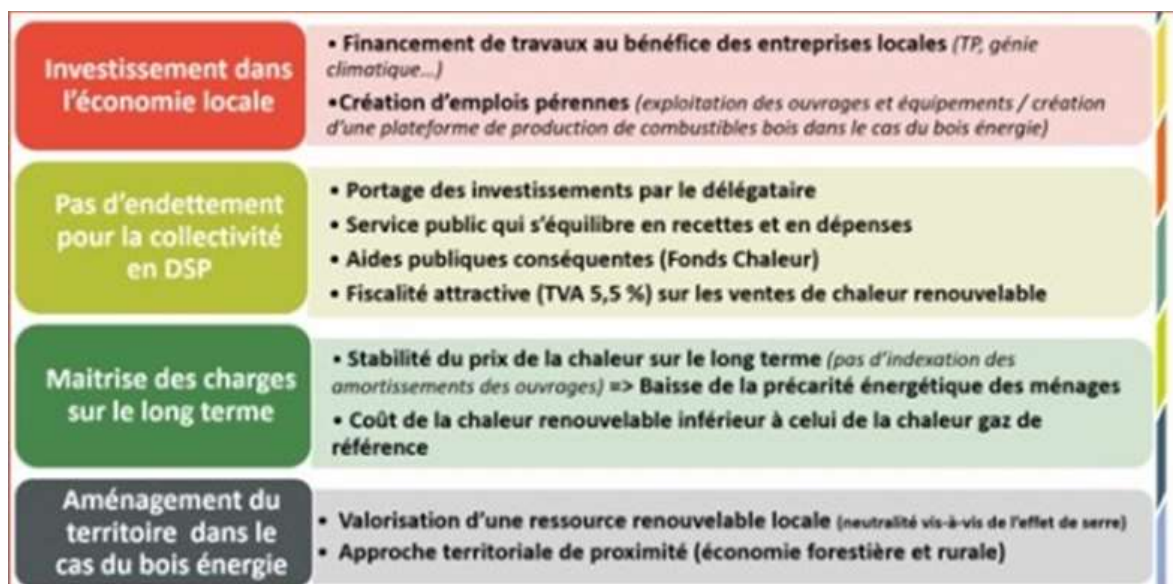 Investissement dans
l'économie locale
• Financement de travaux au bénéfice des entreprises locales (TP, génie
climatique...)
•Création d'emplois pérennes (exploitation des ouvrages et équipements / création
d'une plateforme de production de combustibles bois dans le cas du bois énergie)
Pas d'endettement
pour la collectivité
en DSP
• Portage des investissements par le délégataire
• Service public qui s'équilibre en recettes et en dépenses
• Aides publiques conséquentes (Fonds Chaleur)
• Fiscalité attractive (TVA 5,5 %) sur les ventes de chaleur renouvelable
Maitrise des charges
sur le long terme
• Stabilité du prix de la chaleur sur le long terme (pas d'indexation des
amortissements des ouvrages) => Baisse de la précarité énergétique des ménages
• Coût de la chaleur renouvelable inférieur à celui de la chaleur gaz de
référence
Aménagement du
territoire dans le
cas du bois énergie
• Valorisation d'une ressource renouvelable locale (neutralité vis-à-vis de l'effet de serre)
• Approche territoriale de proximité (économie forestière et rurale)